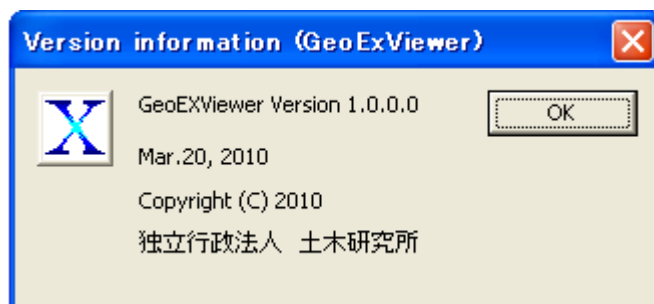 Version information (GeoExViewer)
X
GeoEXViewer Version 1.0.0.0
OK
Mar.20, 2010
Copyright (C) 2010
独立行政法人 土木研究所